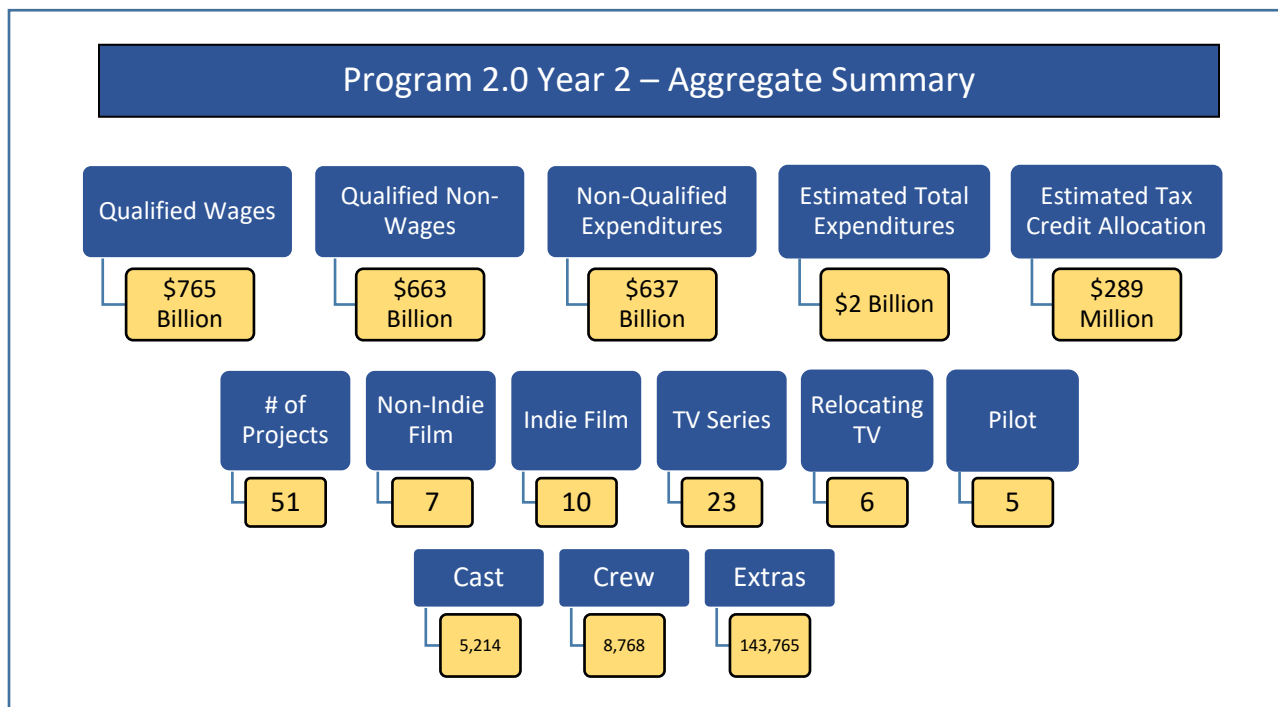 Program 2.0 Year 2 – Aggregate Summary
Qualified Wages
$765
Billion
Qualified Non-
Wages
$663
Billion
Non-Qualified
Expenditures
$637
Billion
Estimated Total
Expenditures
$2 Billion
Estimated Tax
Credit Allocation
$289
Million
# of
Projects
51
Non-Indie
Film
7
Indie Film
10
TV Series
23
Relocating
TV
6
Pilot
5
Cast
5,214
Crew
8,768
Extras
143,765